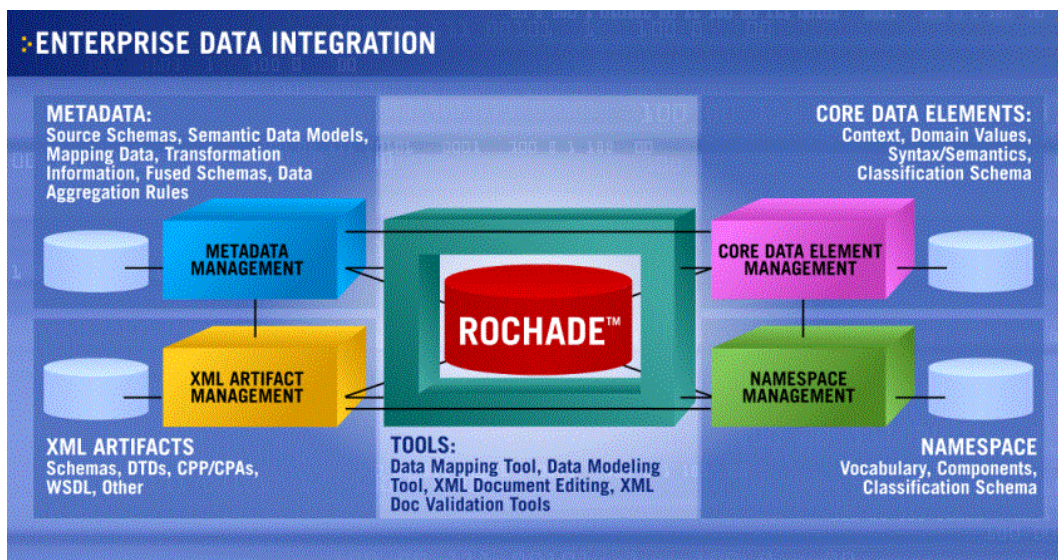 ENTERPRISE DATA INTEGRATION
METADATA:
Source Schemas, Semantic Data Models,
Mapping Data, Transformation
Information, Fused Schemas, Data
Aggregation Rules
CORE DATA ELEMENTS:
Context, Domain Values,
Syntax/Semantics,
Classification Schema
METADATA
MANAGEMENT
CORE DATA ELEMENT
MANAGEMENT
ROCHADE™
XML ARTIFACT
MANAGEMENT
NAMESPACE
MANAGEMENT
XML ARTIFACTS
Schemas, DTDs, CPP/CPAs,
WSDL, Other
TOOLS:
Data Mapping Tool, Data Modeling
Tool, XML Document Editing, XML
Doc Validation Tools
NAMESPACE
Vocabulary, Components,
Classification Schema